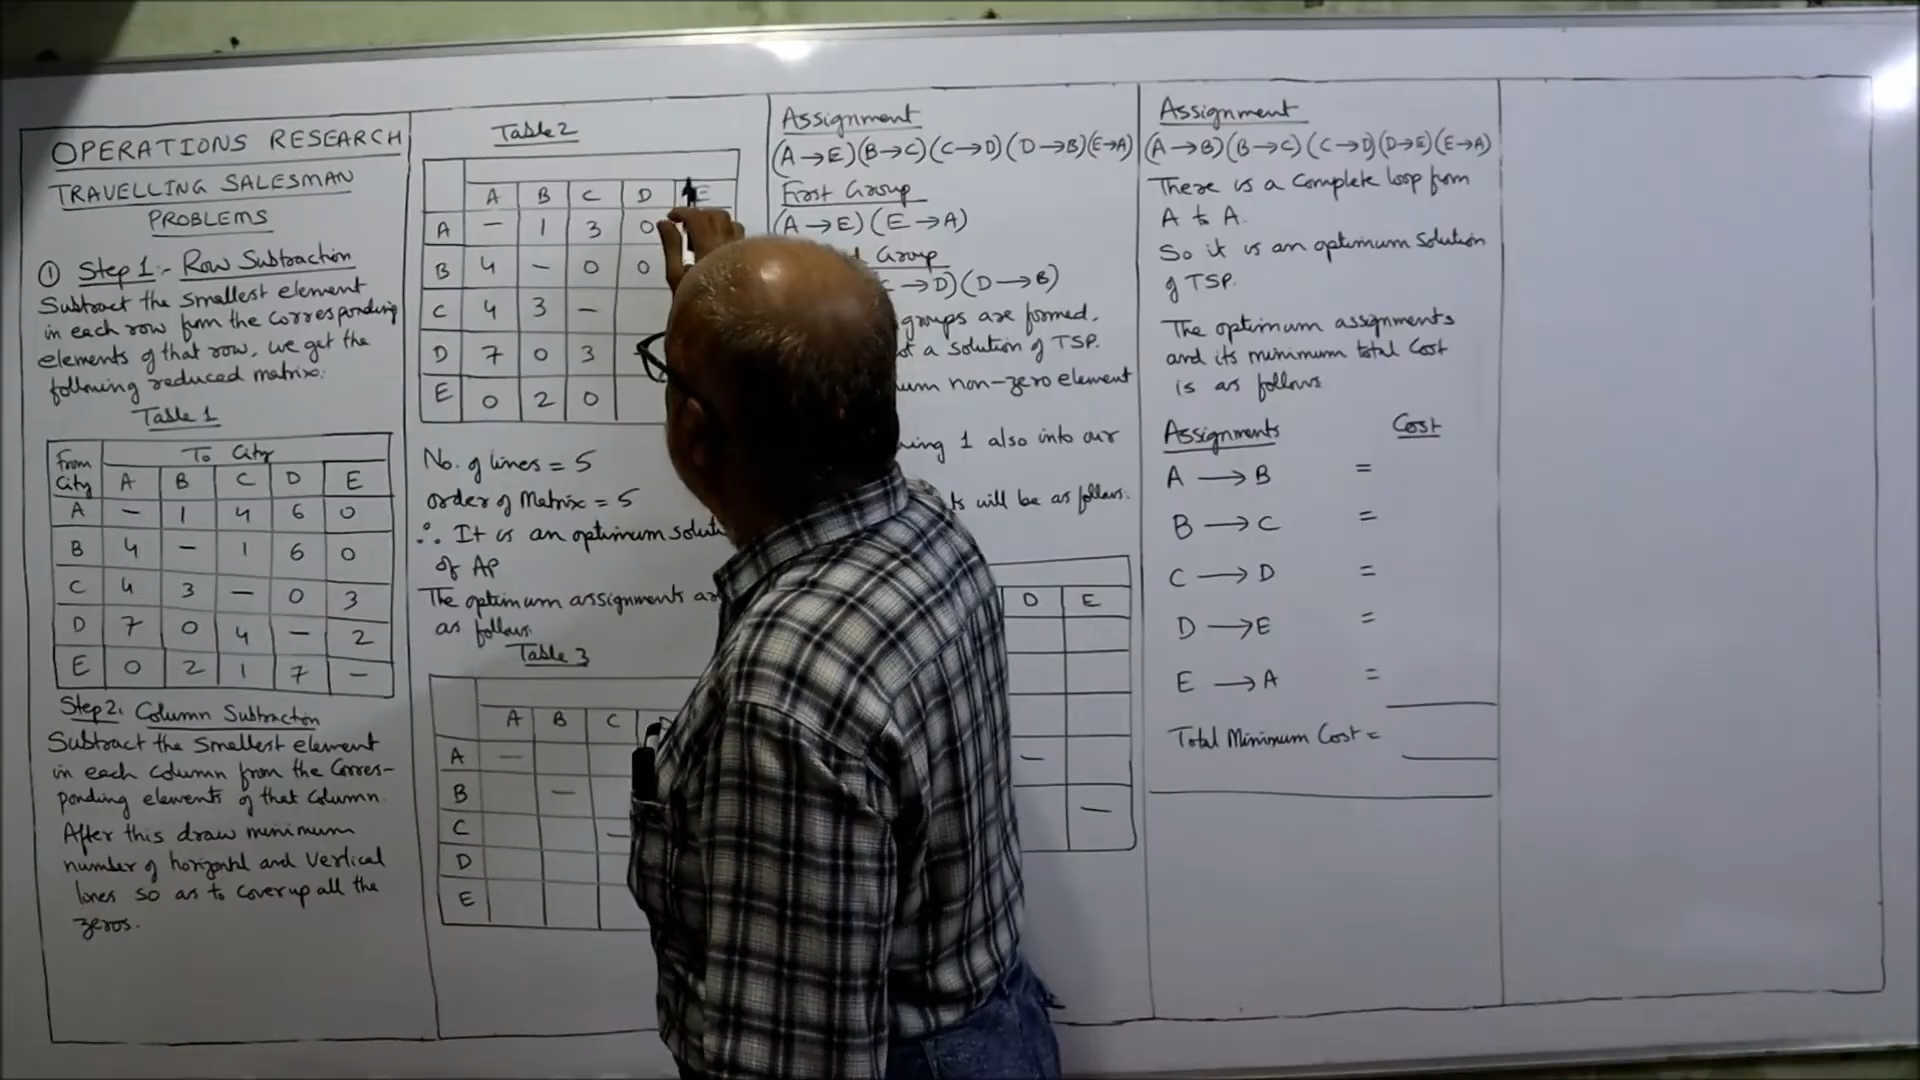 OPERATIONS RESEARCH
TRAVELLING SALESMAN
PROBLEMS
① Step 1:- Row Subtraction
Subtract the smallest element
in each row from the corresponding
elements of that row, we get the
following reduced matrix.
Table 1
From City To City
A B C D E
A - 1 4 6 0
B 4 - 1 6 0
C 4 3 - 0 3
D 7 0 4 - 2
E 0 2 1 7 -
Step 2: Column Subtraction
Subtract the smallest element
in each column from the corres-
ponding elements of that column
After this draw minimum
number of horizontal and vertical
lines so as to cover up all the
zeros.
Table 2
A B C D E
A - 1 3 0
B 4 - 0 0
C 4 3 -
D 7 0 3
E 0 2 0
No. of lines = 5
order of Matrix = 5
∴ It is an optimum
of AP
The optimum assignments
as follows.
Table 3
A B C
A -
B -
C -
D
E
Assignment
(A→E)(B→C)(C→D)(D→B)(E→A)
First Group
(A→E)(E→A)
Group
→D)(D→B)
groups are formed.
a solution of TSP.
non-zero element
1 also into our
will be as follows.
D E
-
-
Assignment
(A→B)(B→C)(C→D)(D→E)(E→A)
There is a complete loop from
A to A.
So it is an optimum solution
of TSP.
The optimum assignments
and its minimum total cost
is as follows
Assignments Cost
A → B =
B → C =
C → D =
D → E =
E → A =
Total Minimum Cost =